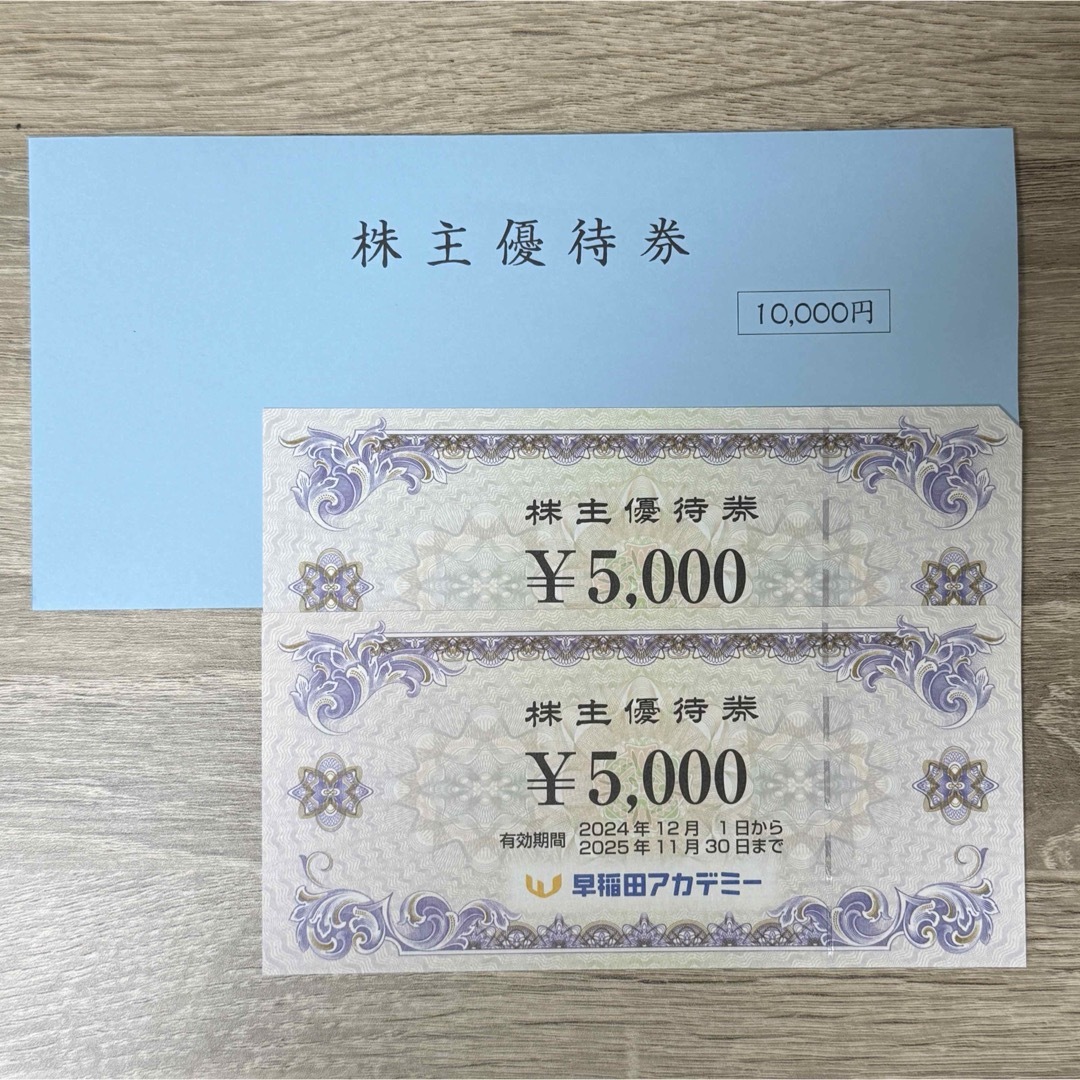 株主優待券
10,000円
株主優待券
￥5,000
株主優待券
￥5,000
有効期間 2024年12月 1日から
2025年11月30日まで
早稲田アカデミー